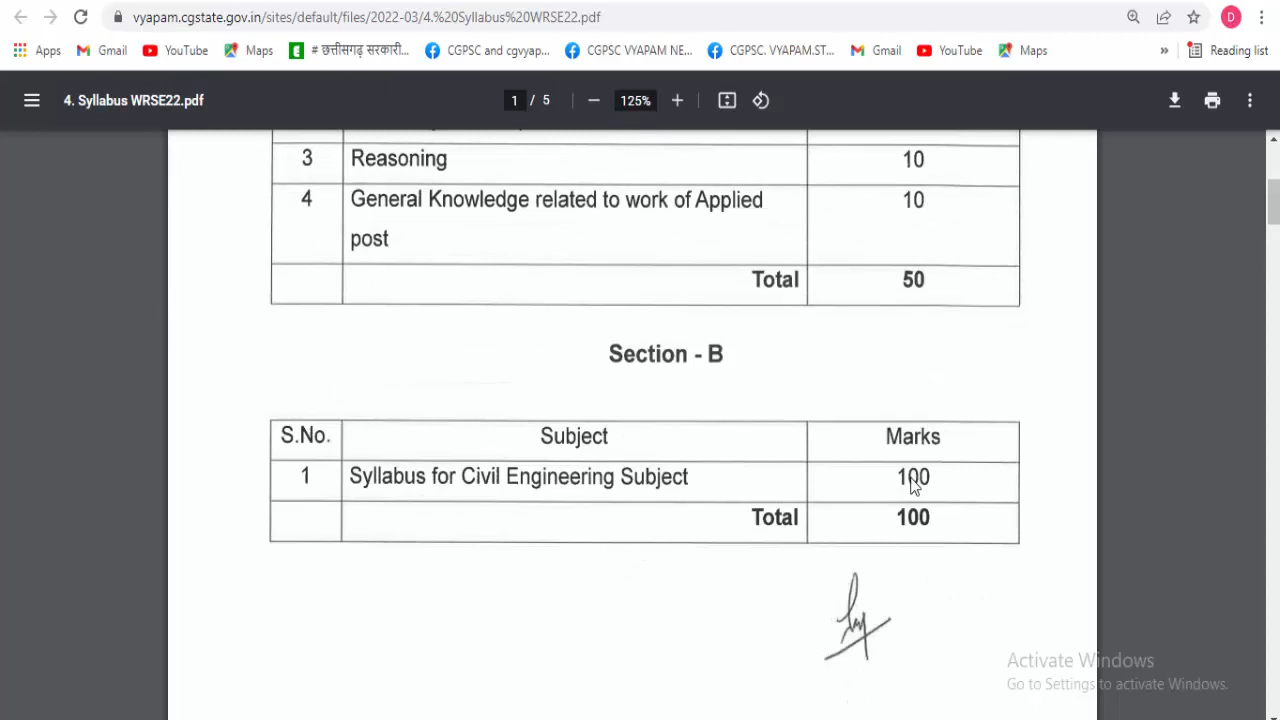 vyapam.cgstate.gov.in/sites/default/files/2022-03/4.%20Syllabus%20WRSE22.pdf
D
Apps Gmail YouTube Maps # छत्तीसगढ़ सरकारी... CGPSC and cgvyap... CGPSC VYAPAM NE... CGPSC. VYAPAM.ST... Gmail YouTube Maps » Reading list
4. Syllabus WRSE22.pdf 1 / 5 125%
3 Reasoning 10
4 General Knowledge related to work of Applied 10
post
Total 50
Section - B
S.No. Subject Marks
1 Syllabus for Civil Engineering Subject 100
Total 100
Activate Windows
Go to Settings to activate Windows.